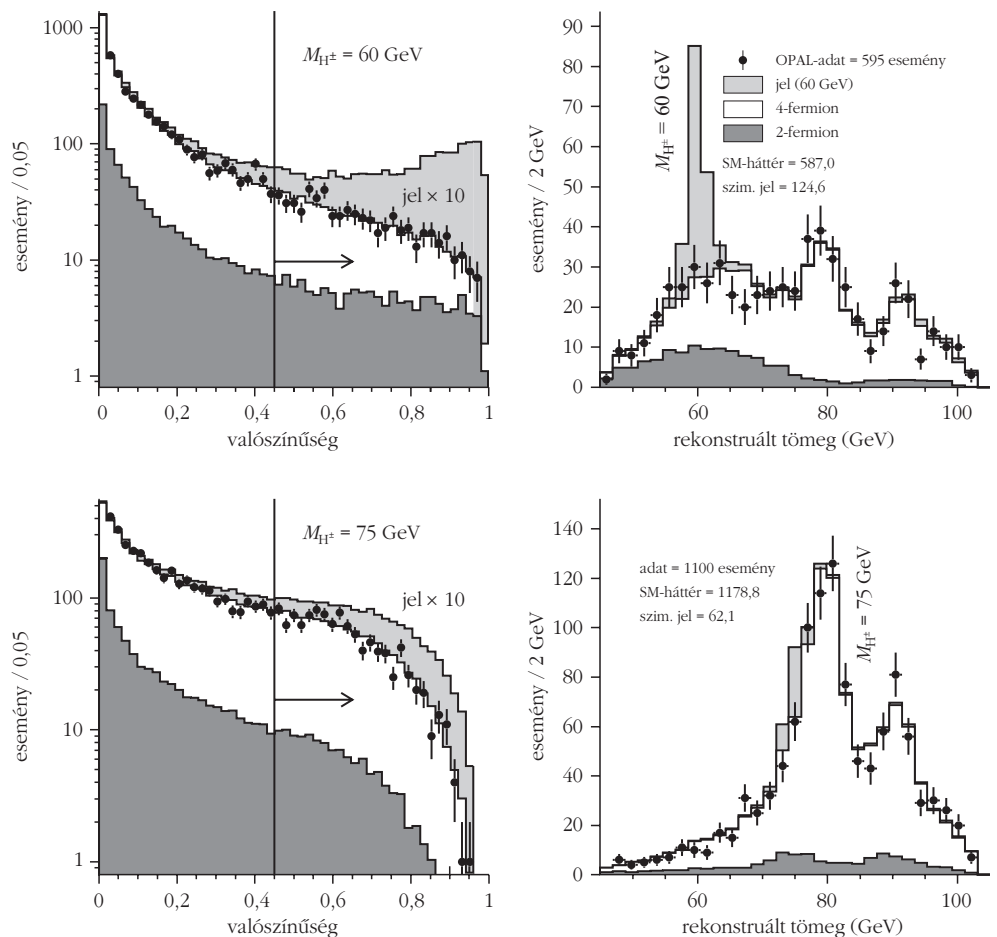 1000
100
10
1
esemény / 0,05
M_H± = 60 GeV
jel × 10
0 0,2 0,4 0,6 0,8 1
valószínűség
90
80
70
60
50
40
30
20
10
0
esemény / 2 GeV
M_H± = 60 GeV
OPAL-adat = 595 esemény
jel (60 GeV)
4-fermion
2-fermion
SM-háttér = 587,0
szim. jel = 124,6
60 80 100
rekonstruált tömeg (GeV)
100
10
1
esemény / 0,05
M_H± = 75 GeV
jel × 10
0 0,2 0,4 0,6 0,8 1
valószínűség
140
120
100
80
60
40
20
0
esemény / 2 GeV
adat = 1100 esemény
SM-háttér = 1178,8
szim. jel = 62,1
M_H± = 75 GeV
60 80 100
rekonstruált tömeg (GeV)